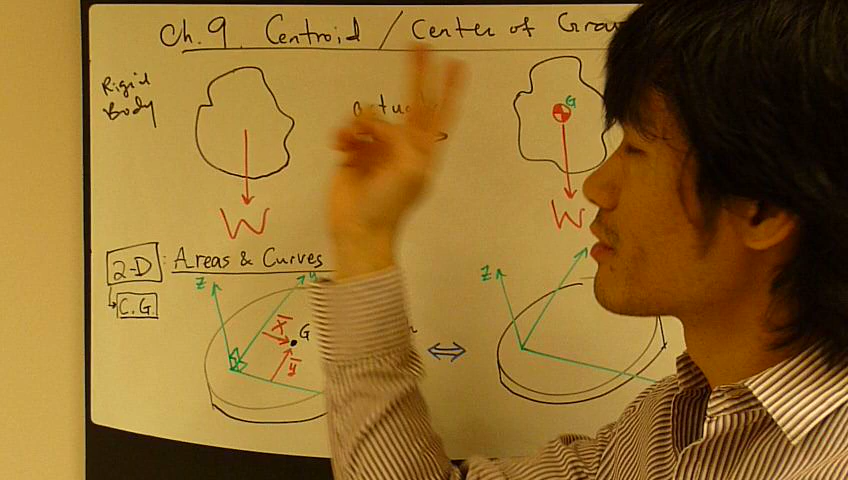 Ch. 9 Centroid / Center of Grav
Rigid
Body
G
W
W
2-D : Areas & Curves
C.G.
z
y
x̄
G
ȳ
z